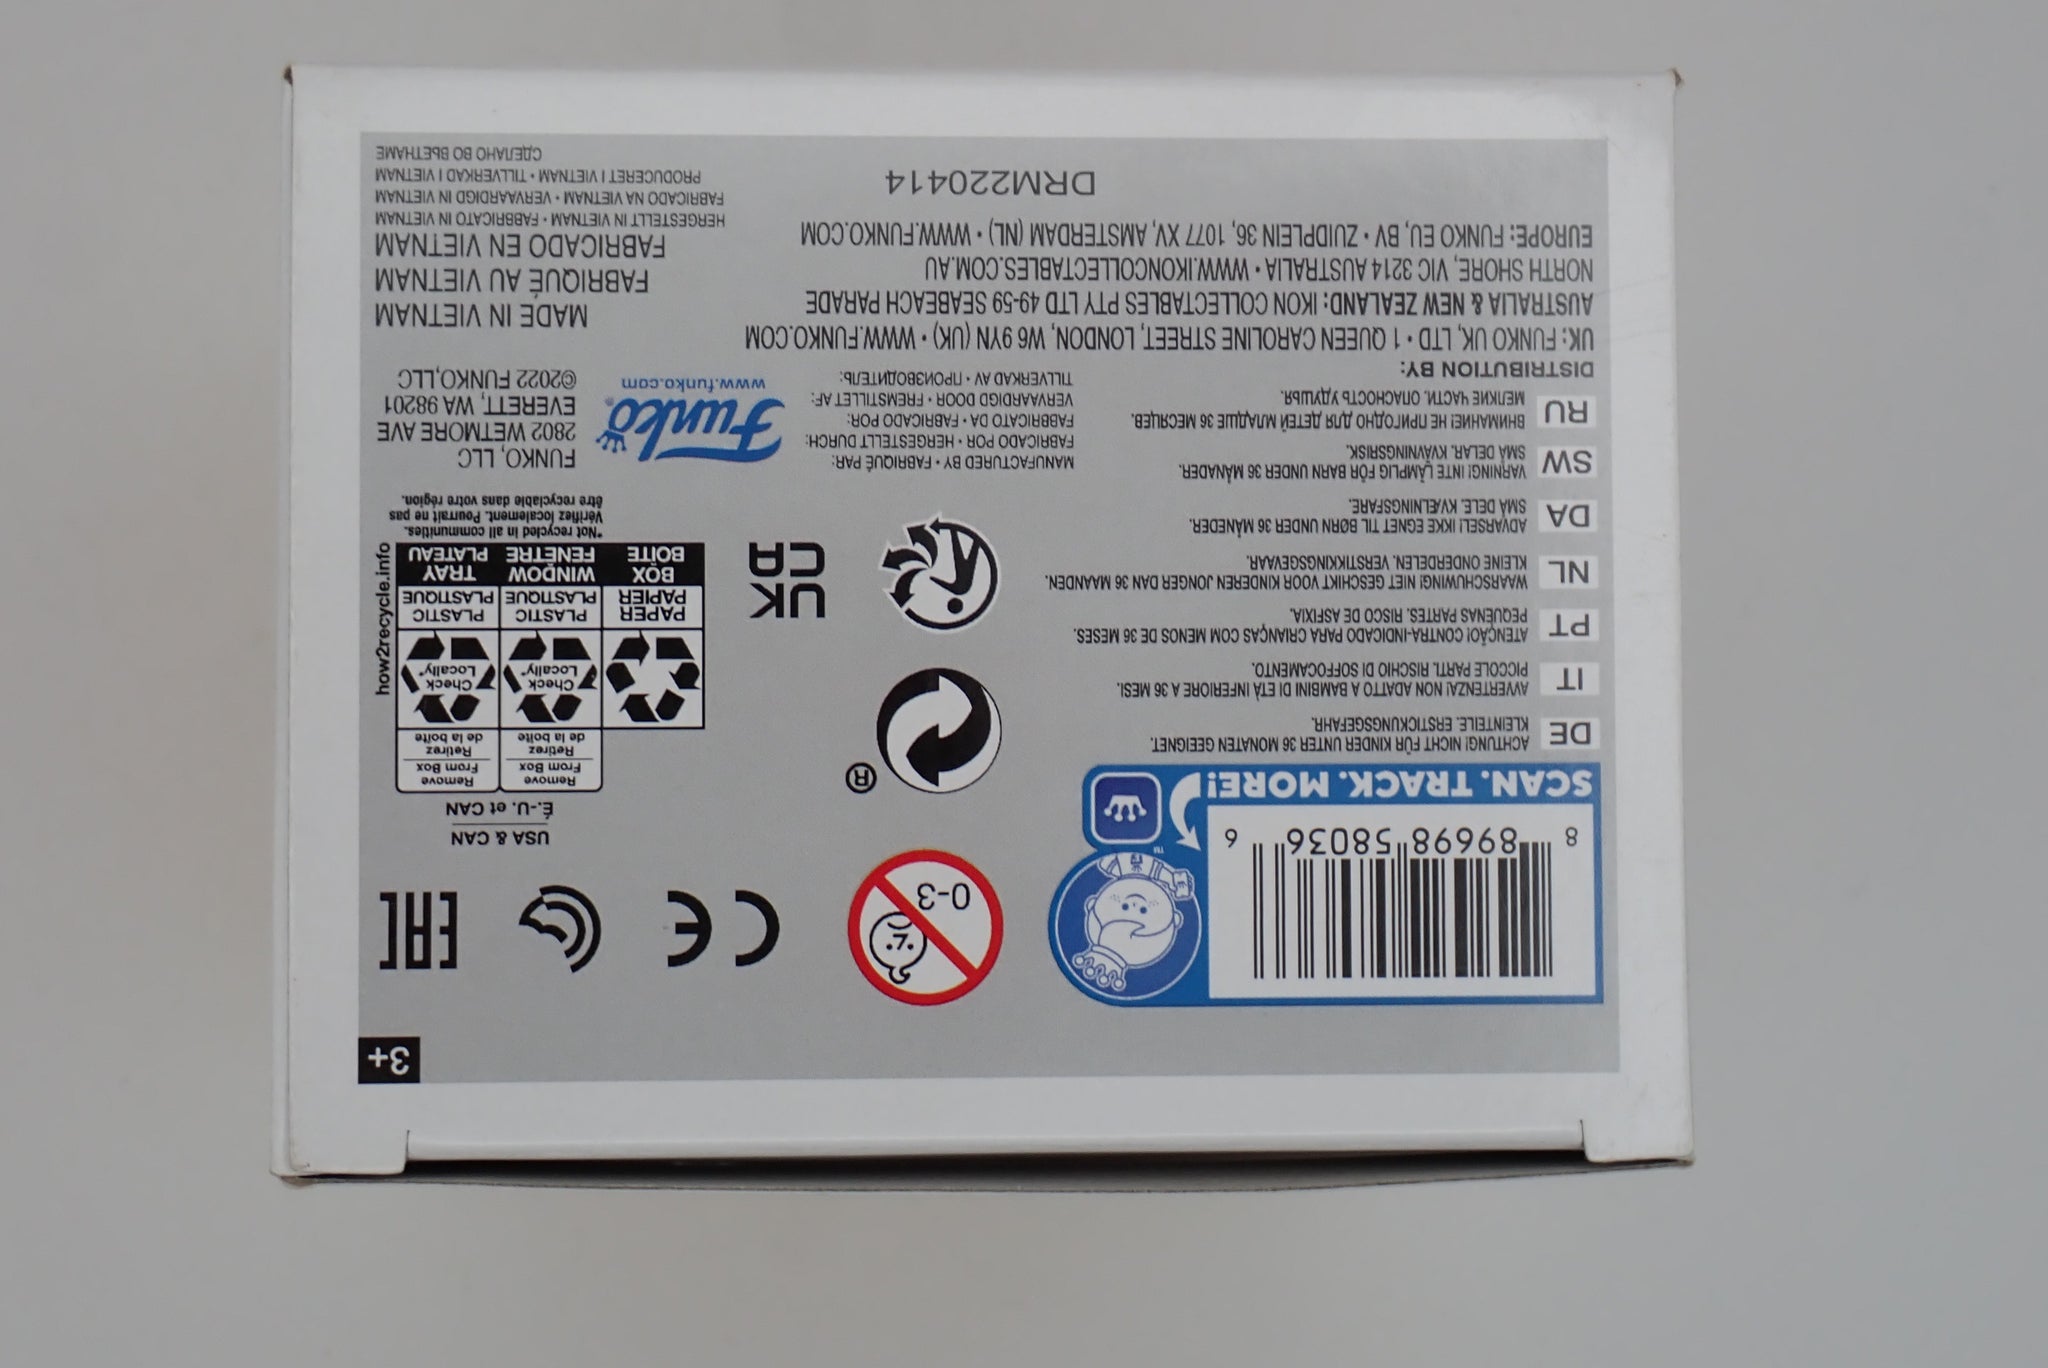 3+
8 89698 58036 6
SCAN. TRACK. MORE!
™
0-3
CE
EAC
USA & CAN
É.-U. et CAN
Remove From Box
Retirez de la boîte
Remove From Box
Retirez de la boîte
Check Locally*
Check Locally*
PAPER PAPIER
PLASTIC PLASTIQUE
PLASTIC PLASTIQUE
BOX BOÎTE
WINDOW FENÊTRE
TRAY PLATEAU
how2recycle.info
*Not recycled in all communities.
Vérifiez localement. Pourrait ne pas
être recyclable dans votre région.
®
UK
CA
DE ACHTUNG! NICHT FÜR KINDER UNTER 36 MONATEN GEEIGNET.
KLEINTEILE. ERSTICKUNGSGEFAHR.
IT AVVERTENZA! NON ADATTO A BAMBINI DI ETÀ INFERIORE A 36 MESI.
PICCOLE PARTI. RISCHIO DI SOFFOCAMENTO.
PT ATENÇÃO! CONTRA-INDICADO PARA CRIANÇAS COM MENOS DE 36 MESES.
PEQUENAS PARTES. RISCO DE ASFIXIA.
NL WAARSCHUWING! NIET GESCHIKT VOOR KINDEREN JONGER DAN 36 MAANDEN.
KLEINE ONDERDELEN. VERSTIKKINGSGEVAAR.
DA ADVARSEL! IKKE EGNET TIL BØRN UNDER 36 MÅNEDER.
SMÅ DELE. KVÆLNINGSFARE.
SW VARNING! INTE LÄMPLIG FÖR BARN UNDER 36 MÅNADER.
SMÅ DELAR. KVÄVNINGSRISK.
RU ВНИМАНИЕ! НЕ ПРИГОДНО ДЛЯ ДЕТЕЙ МЛАДШЕ 36 МЕСЯЦЕВ.
МЕЛКИЕ ЧАСТИ. ОПАСНОСТЬ УДУШЬЯ.
MANUFACTURED BY • FABRIQUÉ PAR:
FABRICADO POR • HERGESTELLT DURCH:
FABBRICATO DA • FABRICADO POR:
VERVAARDIGD DOOR • FREMSTILLET AF:
TILLVERKAD AV • ПРОИЗВОДИТЕЛЬ:
Funko®
www.funko.com
FUNKO, LLC
2802 WETMORE AVE
EVERETT, WA 98201
©2022 FUNKO,LLC
DISTRIBUTION BY:
UK: FUNKO UK, LTD • 1 QUEEN CAROLINE STREET, LONDON, W6 9YN (UK) • WWW.FUNKO.COM
AUSTRALIA & NEW ZEALAND: IKON COLLECTABLES PTY LTD 49-59 SEABEACH PARADE
NORTH SHORE, VIC 3214 AUSTRALIA • WWW.IKONCOLLECTABLES.COM.AU
EUROPE: FUNKO EU, BV • ZUIDPLEIN 36, 1077 XV, AMSTERDAM (NL) • WWW.FUNKO.COM
DRM220414
MADE IN VIETNAM
FABRIQUÉ AU VIETNAM
FABRICADO EN VIETNAM
HERGESTELLT IN VIETNAM • FABBRICATO IN VIETNAM
FABRICADO NA VIETNAM • VERVAARDIGD IN VIETNAM
PRODUCERET I VIETNAM • TILLVERKAD I VIETNAM
СДЕЛАНО ВО ВЬЕТНАМЕ